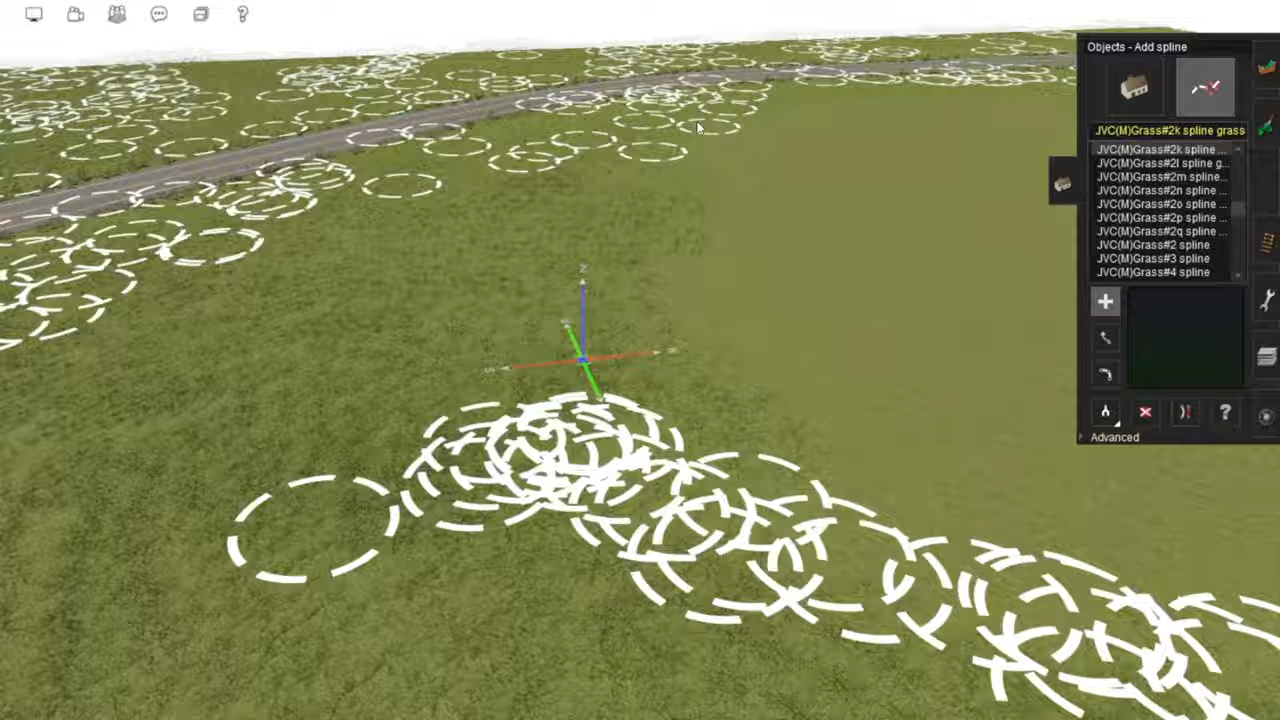 Objects - Add spline
JVC(M)Grass#2k spline grass
JVC(M)Grass#2k spline ...
JVC(M)Grass#2l spline g...
JVC(M)Grass#2m spline...
JVC(M)Grass#2n spline ...
JVC(M)Grass#2o spline ...
JVC(M)Grass#2p spline ...
JVC(M)Grass#2q spline ...
JVC(M)Grass#2 spline
JVC(M)Grass#3 spline
JVC(M)Grass#4 spline
Z
Advanced